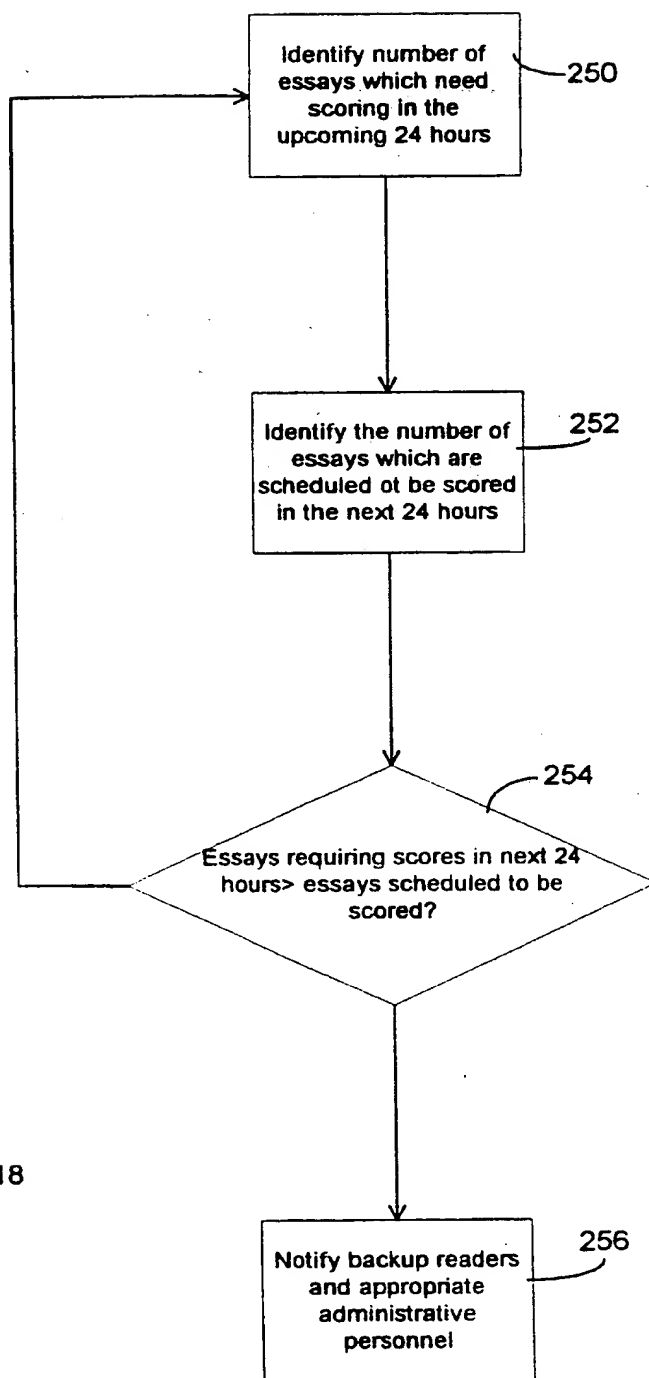 Identify number of
essays which need
scoring in the
upcoming 24 hours
250
Identify the number of
essays which are
scheduled ot be scored
in the next 24 hours
252
254
Essays requiring scores in next 24
hours> essays scheduled to be
scored?
18
Notify backup readers
and appropriate
administrative
personnel
256